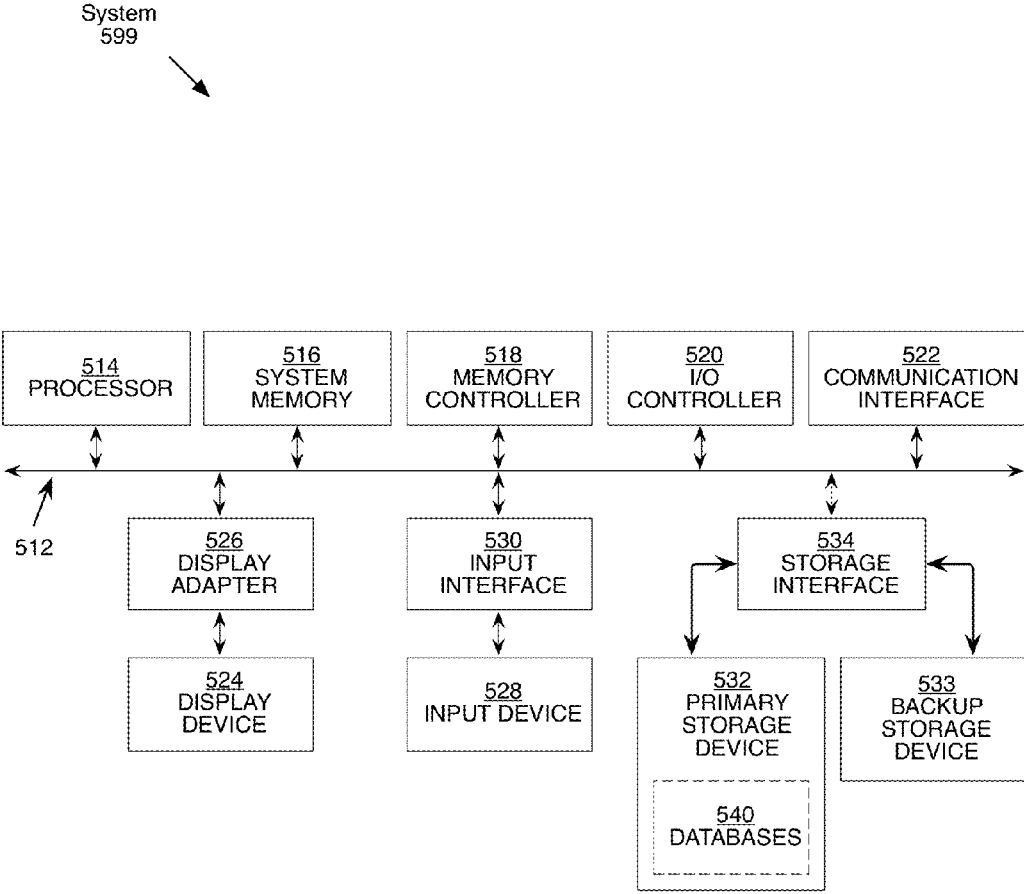 System
599
514
PROCESSOR
516
SYSTEM
MEMORY
518
MEMORY
CONTROLLER
520
I/O
CONTROLLER
522
COMMUNICATION
INTERFACE
512
526
DISPLAY
ADAPTER
530
INPUT
INTERFACE
534
STORAGE
INTERFACE
524
DISPLAY
DEVICE
528
INPUT DEVICE
532
PRIMARY
STORAGE
DEVICE
533
BACKUP
STORAGE
DEVICE
540
DATABASES